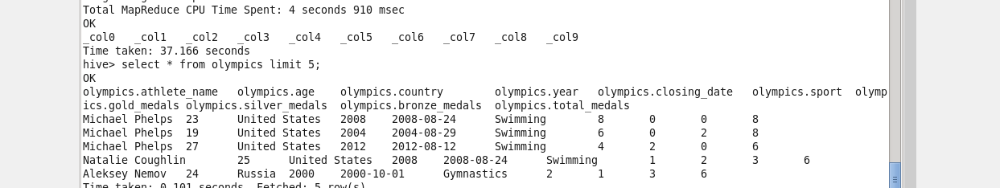 Total MapReduce CPU Time Spent: 4 seconds 910 msec
OK
_col0   _col1   _col2   _col3   _col4   _col5   _col6   _col7   _col8   _col9
Time taken: 37.166 seconds
hive> select * from olympics limit 5;
OK
olympics.athlete_name   olympics.age    olympics.country        olympics.year   olympics.closing_date   olympics.sport  olymp
ics.gold_medals olympics.silver_medals  olympics.bronze_medals  olympics.total_medals
Michael Phelps  23      United States   2008    2008-08-24      Swimming        8       0       0       8
Michael Phelps  19      United States   2004    2004-08-29      Swimming        6       0       2       8
Michael Phelps  27      United States   2012    2012-08-12      Swimming        4       2       0       6
Natalie Coughlin        25      United States   2008    2008-08-24      Swimming        1       2       3       6
Aleksey Nemov   24      Russia  2000    2000-10-01      Gymnastics      2       1       3       6
Time taken: 0.101 seconds, Fetched: 5 row(s)